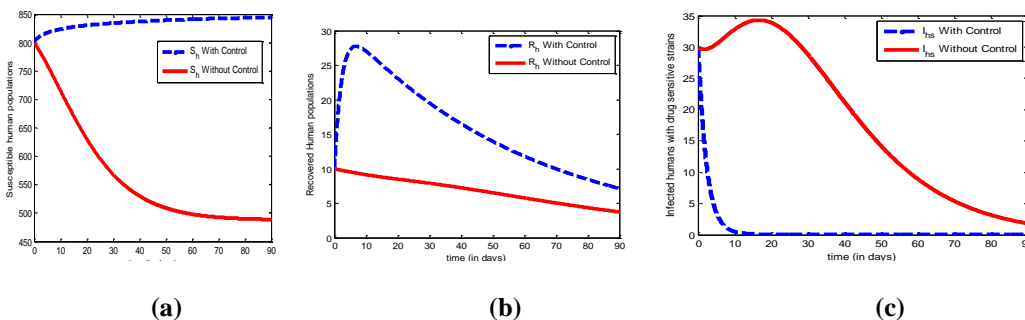 Susceptible human populations
850
800
750
700
650
600
550
500
450
0 10 20 30 40 50 60 70 80 90
S_h With Control
S_h Without Control
(a)
Recovered Human populations
30
25
20
15
10
5
0
0 10 20 30 40 50 60 70 80 90
time (in days)
R_h With Control
R_h Without Control
(b)
Infected humans with drug sensitive strains
35
30
25
20
15
10
5
0
0 10 20 30 40 50 60 70 80 90
time (in days)
I_hs With Control
I_hs Without Control
(c)